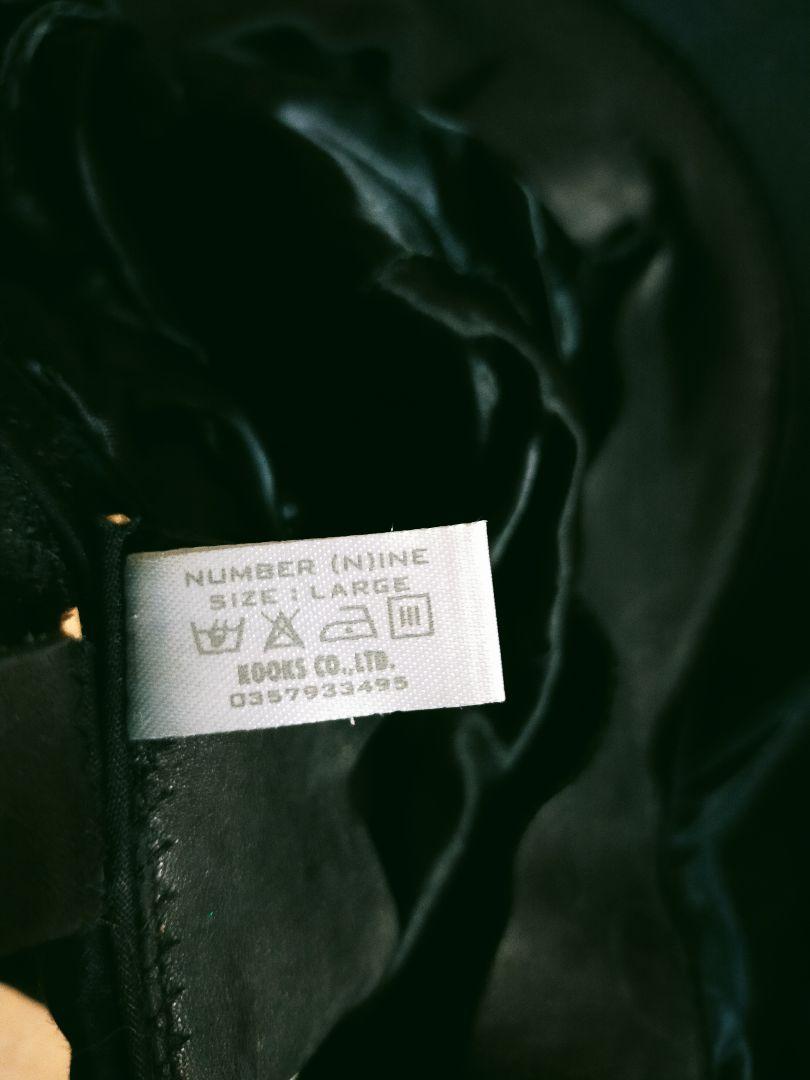 NUMBER (N)INE
SIZE : LARGE
KOOKS CO.,LTD.
0357933495